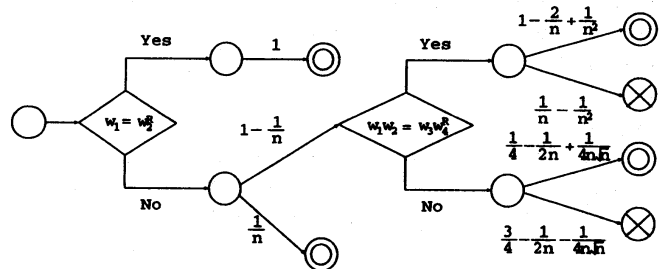 Yes
1
w₁ = w₂ᴿ
No
1 - 1/n
1/n
Yes
w₁w₂ = w₃w₄ᴿ
No
1 - 2/n + 1/n²
1/n - 1/n²
1/4 - 1/2n + 1/4n√n
3/4 - 1/2n - 1/4n√n